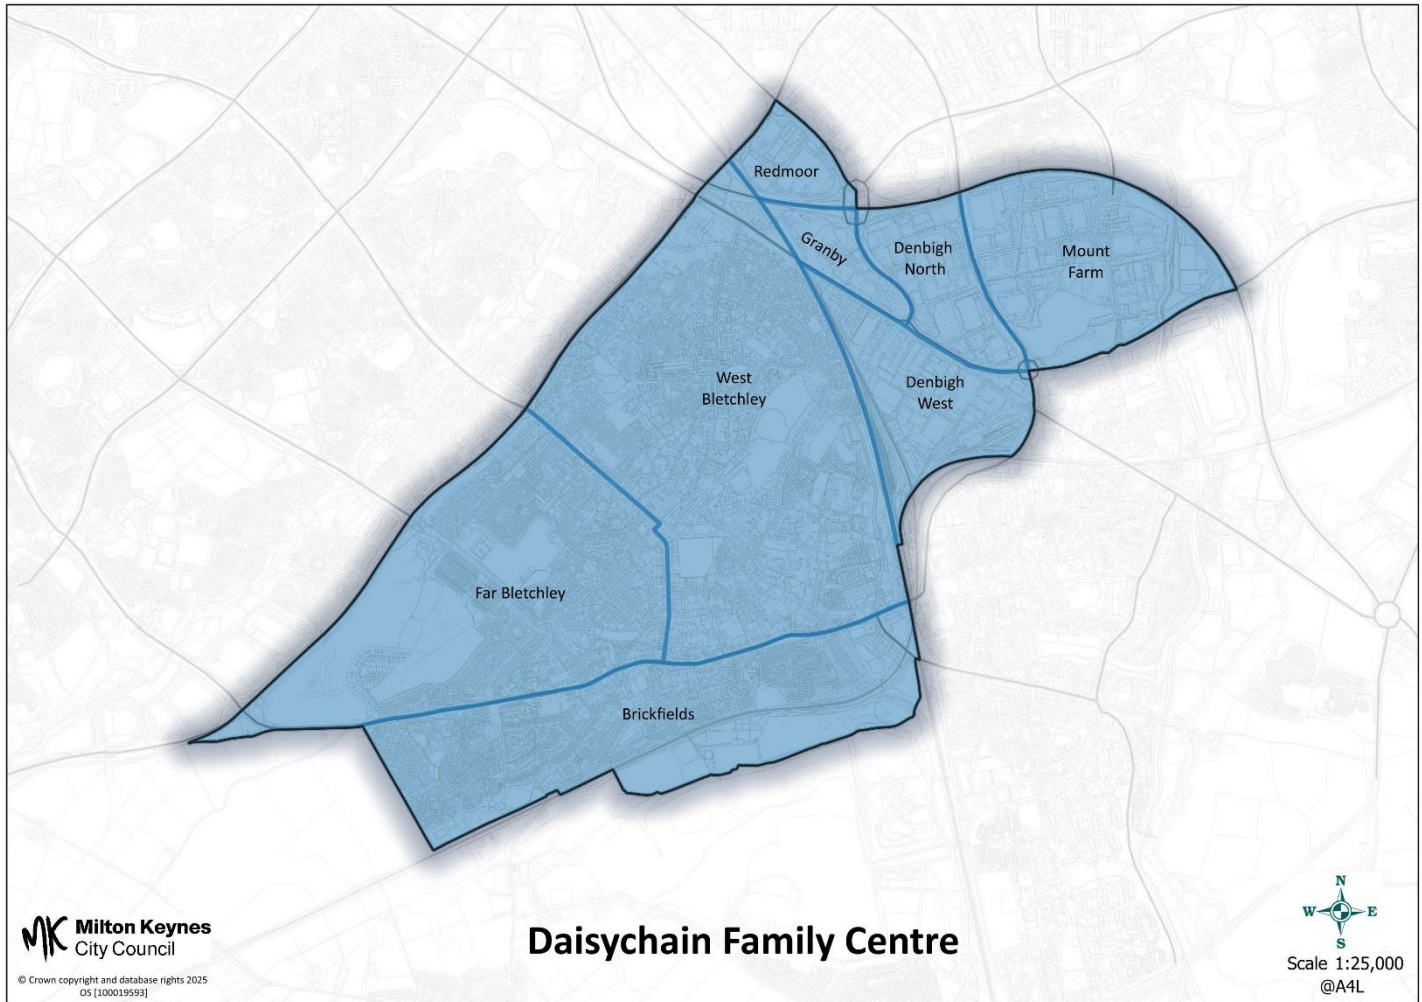 Redmoor
Granby
Denbigh
North
Mount
Farm
West
Bletchley
Denbigh
West
Far Bletchley
Brickfields
MK Milton Keynes
City Council
© Crown copyright and database rights 2025
OS [100019593]
Daisychain Family Centre
N
W E
S
Scale 1:25,000
@A4L